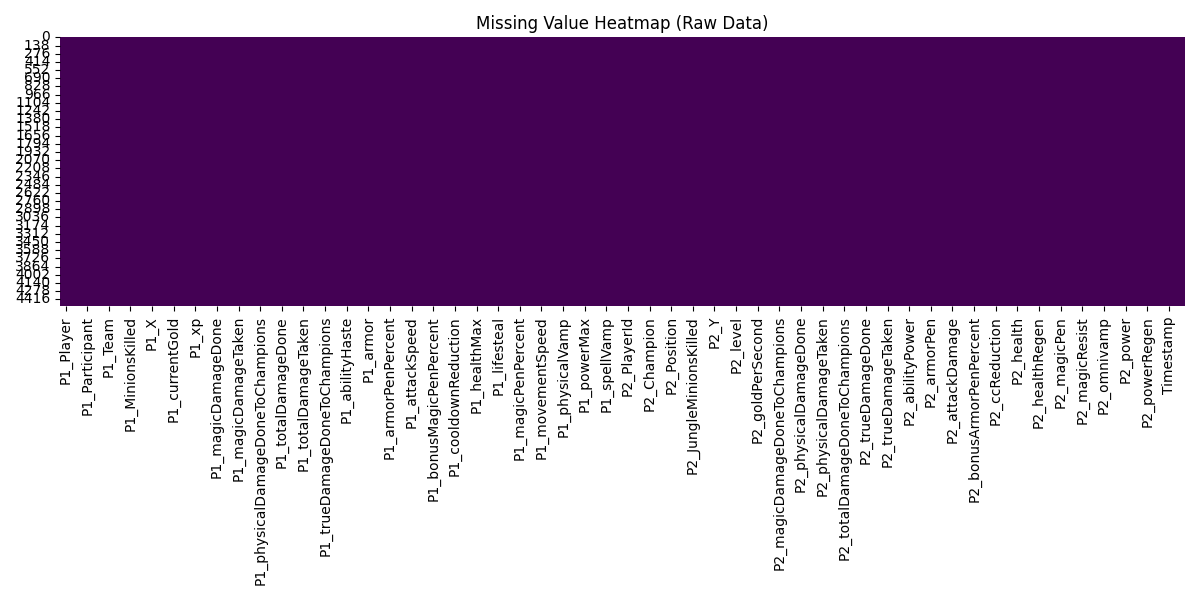 Missing Value Heatmap (Raw Data)
0
138
276
414
552
690
828
966
1104
1242
1380
1518
1656
1794
1932
2070
2208
2346
2484
2622
2760
2898
3036
3174
3312
3450
3588
3726
3864
4002
4140
4278
4416
P1_Player
P1_Participant
P1_Team
P1_MinionsKilled
P1_X
P1_currentGold
P1_xp
P1_magicDamageDone
P1_magicDamageTaken
P1_physicalDamageDoneToChampions
P1_totalDamageDone
P1_totalDamageTaken
P1_trueDamageDoneToChampions
P1_abilityHaste
P1_armor
P1_armorPenPercent
P1_attackSpeed
P1_bonusMagicPenPercent
P1_cooldownReduction
P1_healthMax
P1_lifesteal
P1_magicPenPercent
P1_movementSpeed
P1_physicalVamp
P1_powerMax
P1_spellVamp
P2_PlayerId
P2_Champion
P2_Position
P2_JungleMinionsKilled
P2_Y
P2_level
P2_goldPerSecond
P2_magicDamageDoneToChampions
P2_physicalDamageDone
P2_physicalDamageTaken
P2_totalDamageDoneToChampions
P2_trueDamageDone
P2_trueDamageTaken
P2_abilityPower
P2_armorPen
P2_attackDamage
P2_bonusArmorPenPercent
P2_ccReduction
P2_health
P2_healthRegen
P2_magicPen
P2_magicResist
P2_omnivamp
P2_power
P2_powerRegen
Timestamp